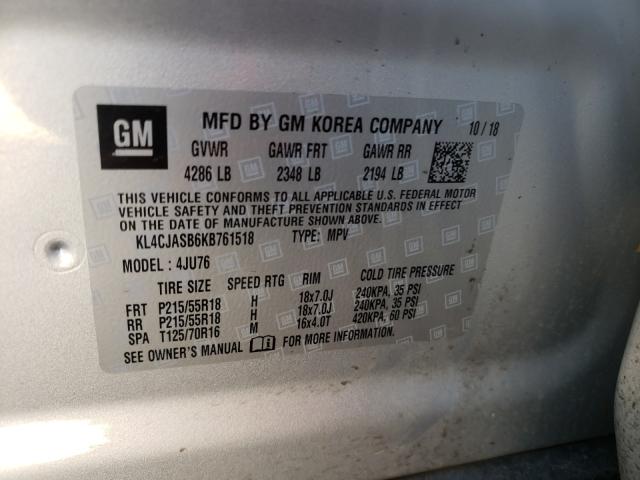 GM
MFD BY GM KOREA COMPANY 10 / 18
GVWR GAWR FRT GAWR RR
4286 LB 2348 LB 2194 LB
THIS VEHICLE CONFORMS TO ALL APPLICABLE U.S. FEDERAL MOTOR
VEHICLE SAFETY AND THEFT PREVENTION STANDARDS IN EFFECT
ON THE DATE OF MANUFACTURE SHOWN ABOVE.
KL4CJASB6KB761518 TYPE: MPV
MODEL: 4JU76
TIRE SIZE SPEED RTG RIM COLD TIRE PRESSURE
FRT P215/55R18 H 18x7.0J 240KPA, 35 PSI
RR P215/55R18 H 18x7.0J 240KPA, 35 PSI
SPA T125/70R16 M 16x4.0T 420KPA, 60 PSI
SEE OWNER'S MANUAL FOR MORE INFORMATION.